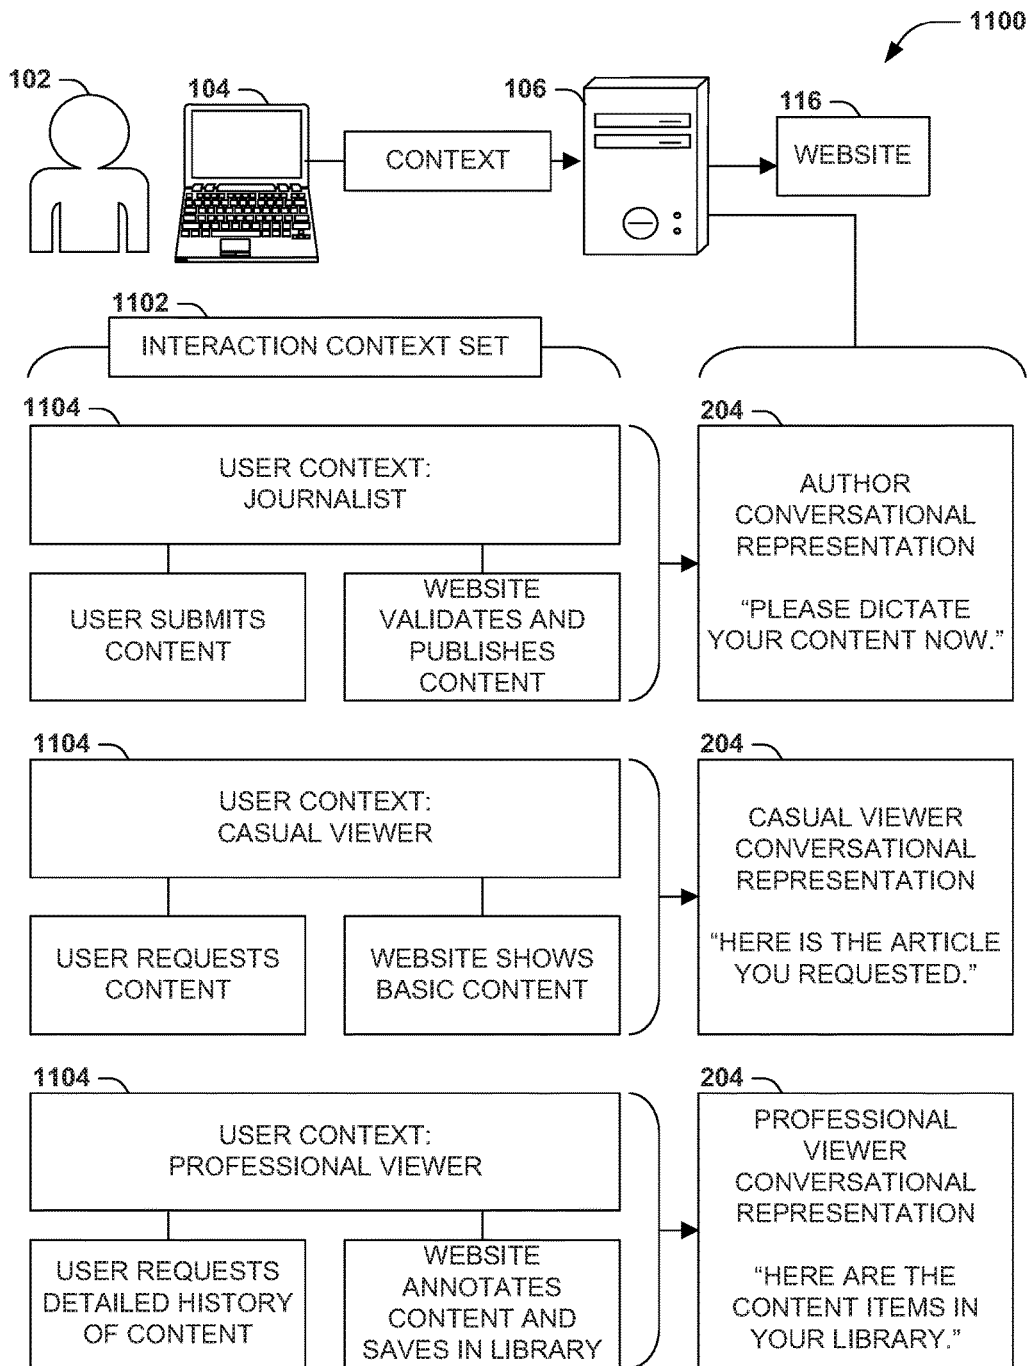 1100
102
104
106
116
CONTEXT
WEBSITE
1102
INTERACTION CONTEXT SET
1104
USER CONTEXT:
JOURNALIST
USER SUBMITS
CONTENT
WEBSITE
VALIDATES AND
PUBLISHES
CONTENT
204
AUTHOR
CONVERSATIONAL
REPRESENTATION
“PLEASE DICTATE
YOUR CONTENT NOW.”
1104
USER CONTEXT:
CASUAL VIEWER
USER REQUESTS
CONTENT
WEBSITE SHOWS
BASIC CONTENT
204
CASUAL VIEWER
CONVERSATIONAL
REPRESENTATION
“HERE IS THE ARTICLE
YOU REQUESTED.”
1104
USER CONTEXT:
PROFESSIONAL VIEWER
USER REQUESTS
DETAILED HISTORY
OF CONTENT
WEBSITE
ANNOTATES
CONTENT AND
SAVES IN LIBRARY
204
PROFESSIONAL
VIEWER
CONVERSATIONAL
REPRESENTATION
“HERE ARE THE
CONTENT ITEMS IN
YOUR LIBRARY.”